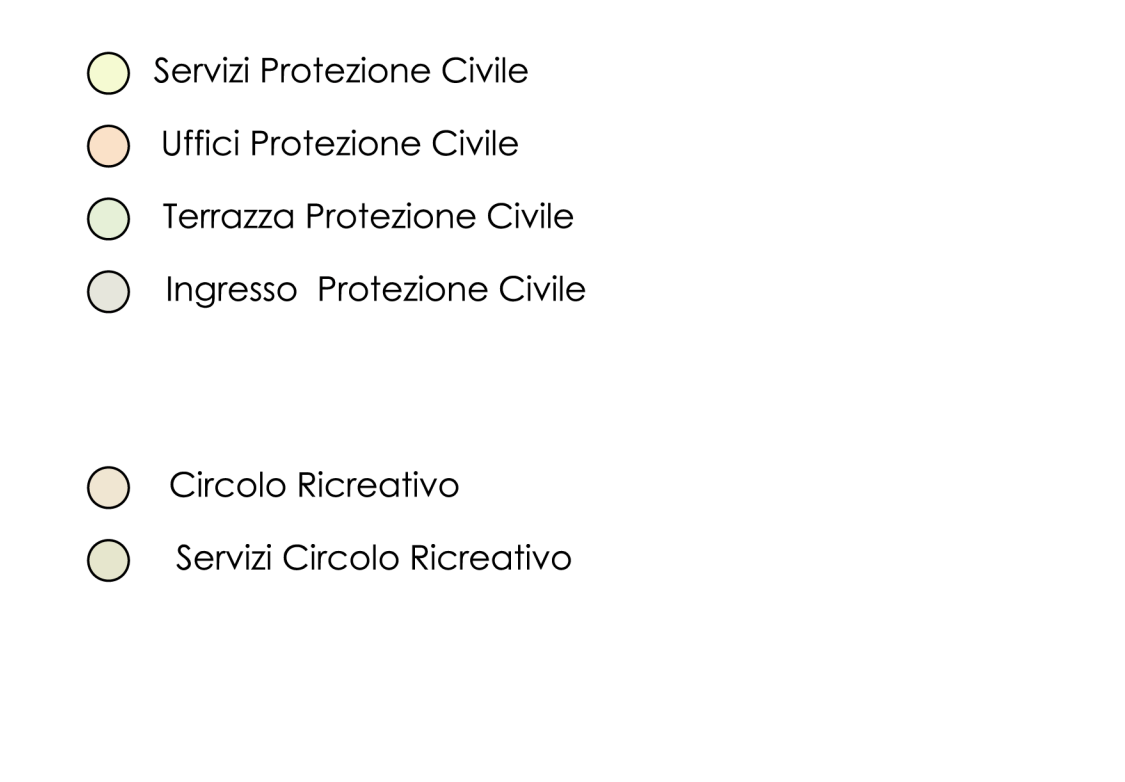 Servizi Protezione Civile
Uffici Protezione Civile
Terrazza Protezione Civile
Ingresso  Protezione Civile
Circolo Ricreativo
Servizi Circolo Ricreativo